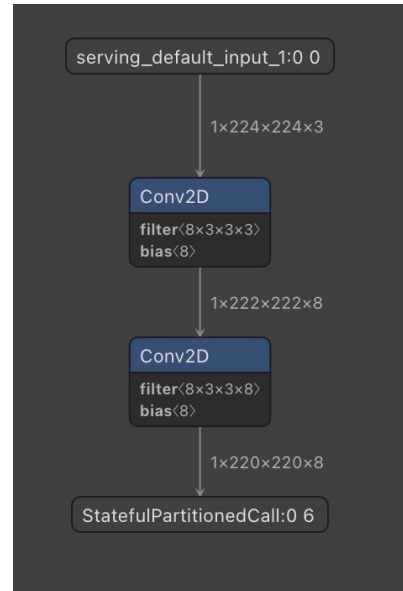 serving_default_input_1:0 0
1×224×224×3
Conv2D
filter⟨8×3×3×3⟩
bias⟨8⟩
1×222×222×8
Conv2D
filter⟨8×3×3×8⟩
bias⟨8⟩
1×220×220×8
StatefulPartitionedCall:0 6